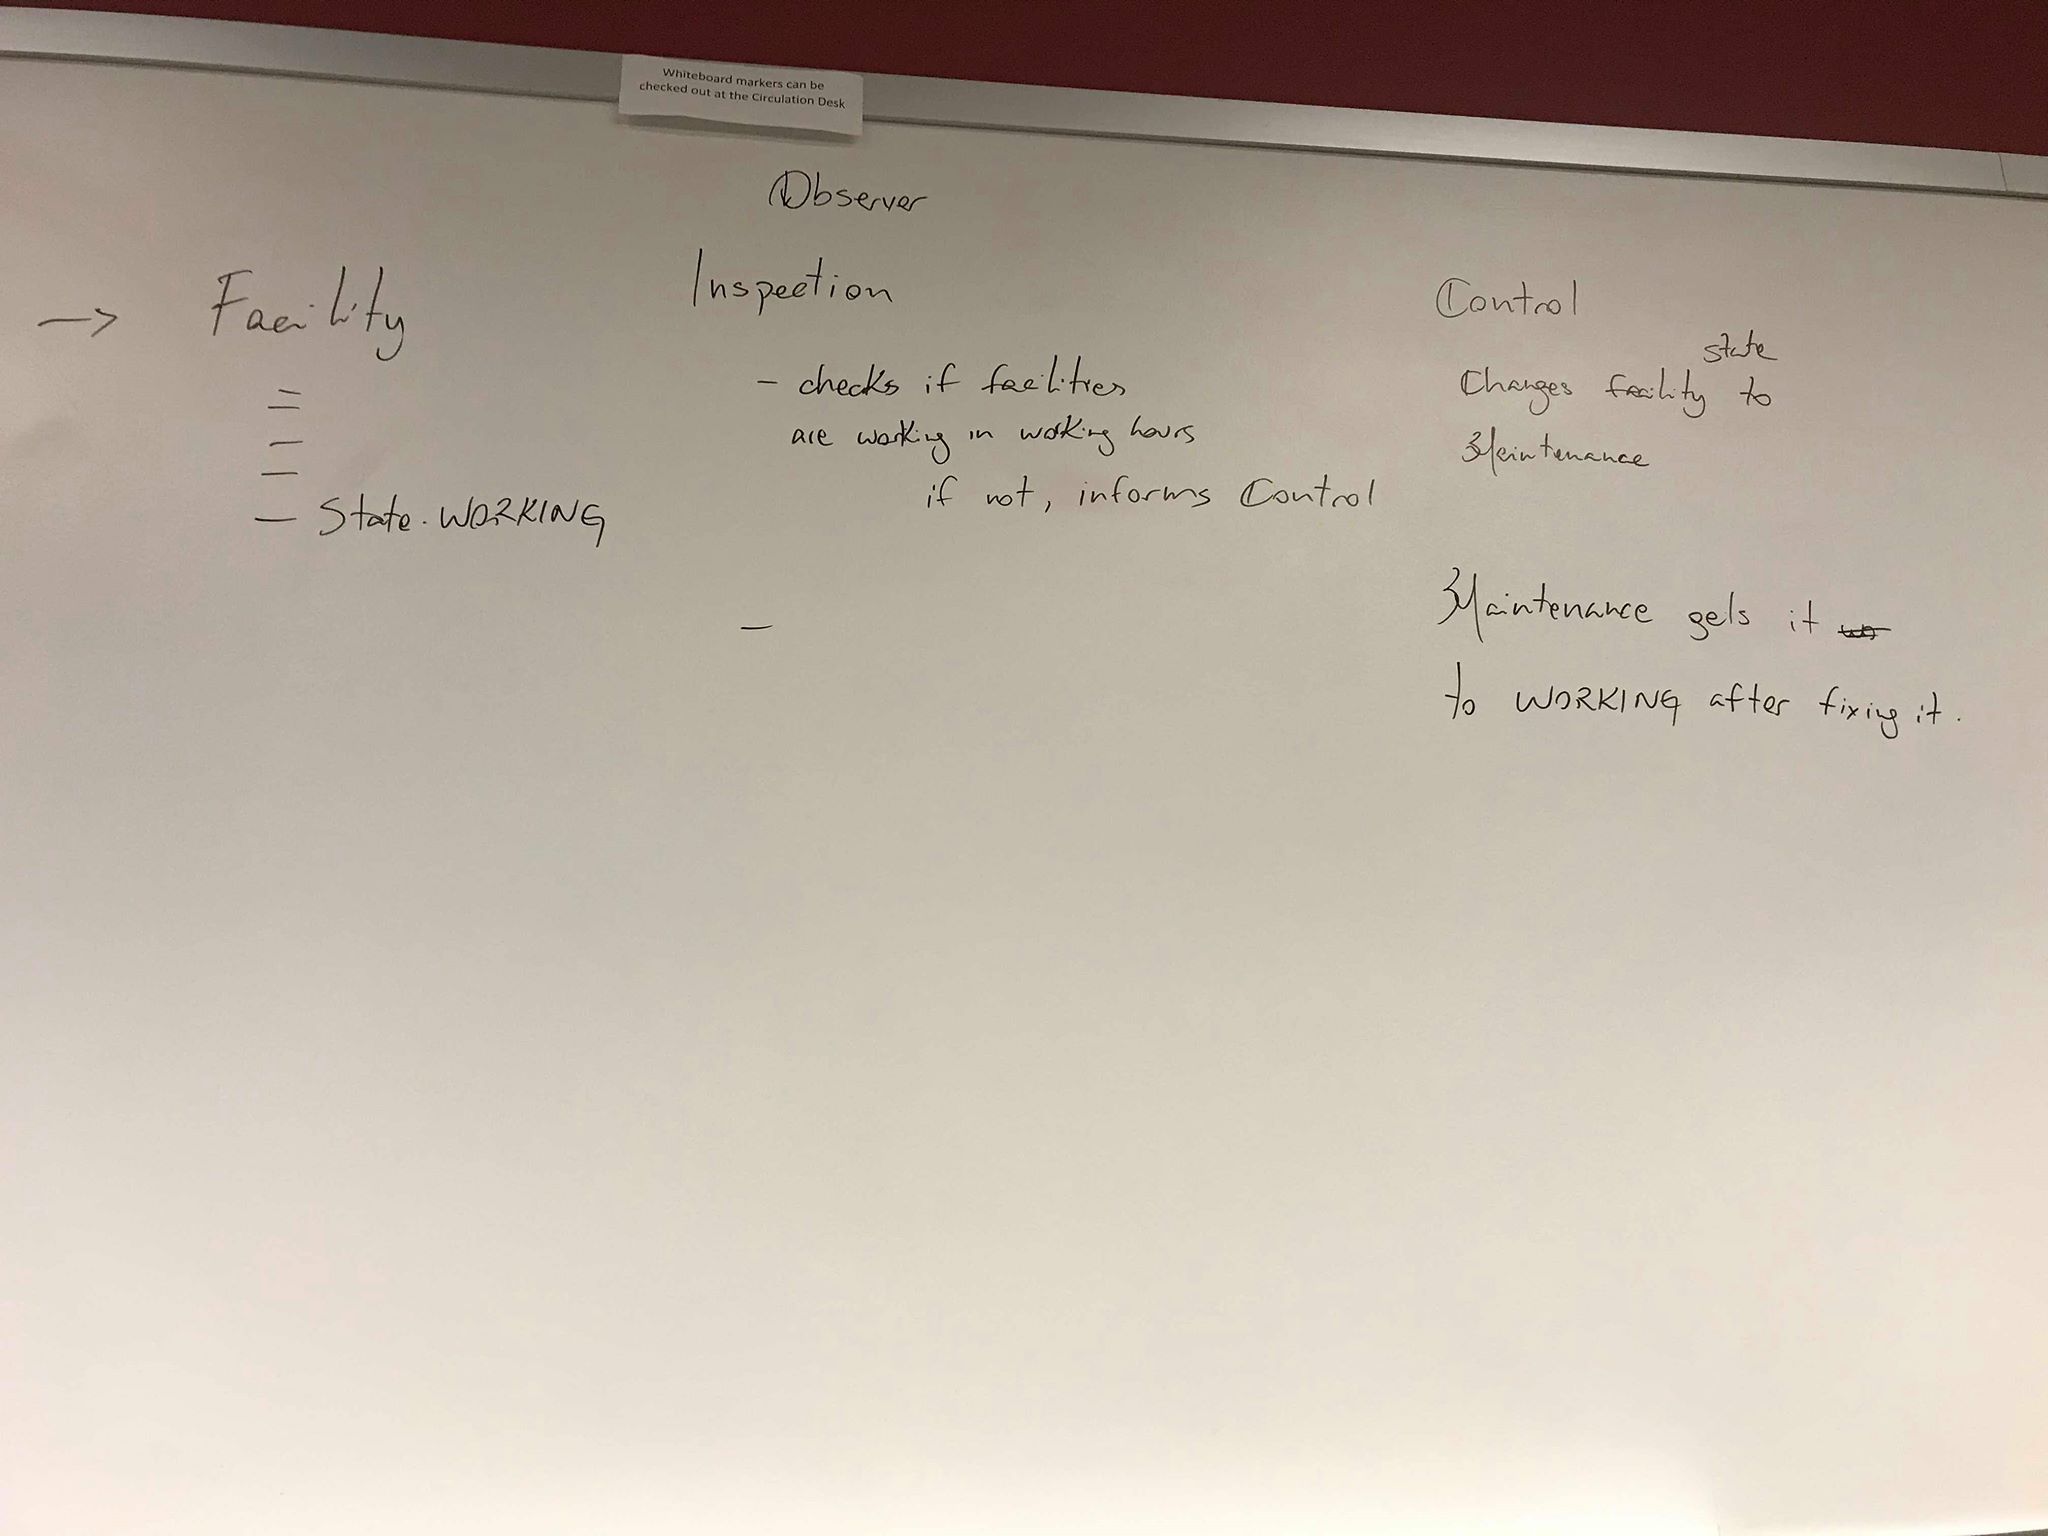 Whiteboard markers can be
checked out at the Circulation Desk
Observer
→ Facility
=
–
–
– State.WORKING
Inspection
– checks if facilities
are working in working hours
if not, informs Control
–
Control
state
Changes facility to
Maintenance
Maintenance gets it
to WORKING after fixing it.